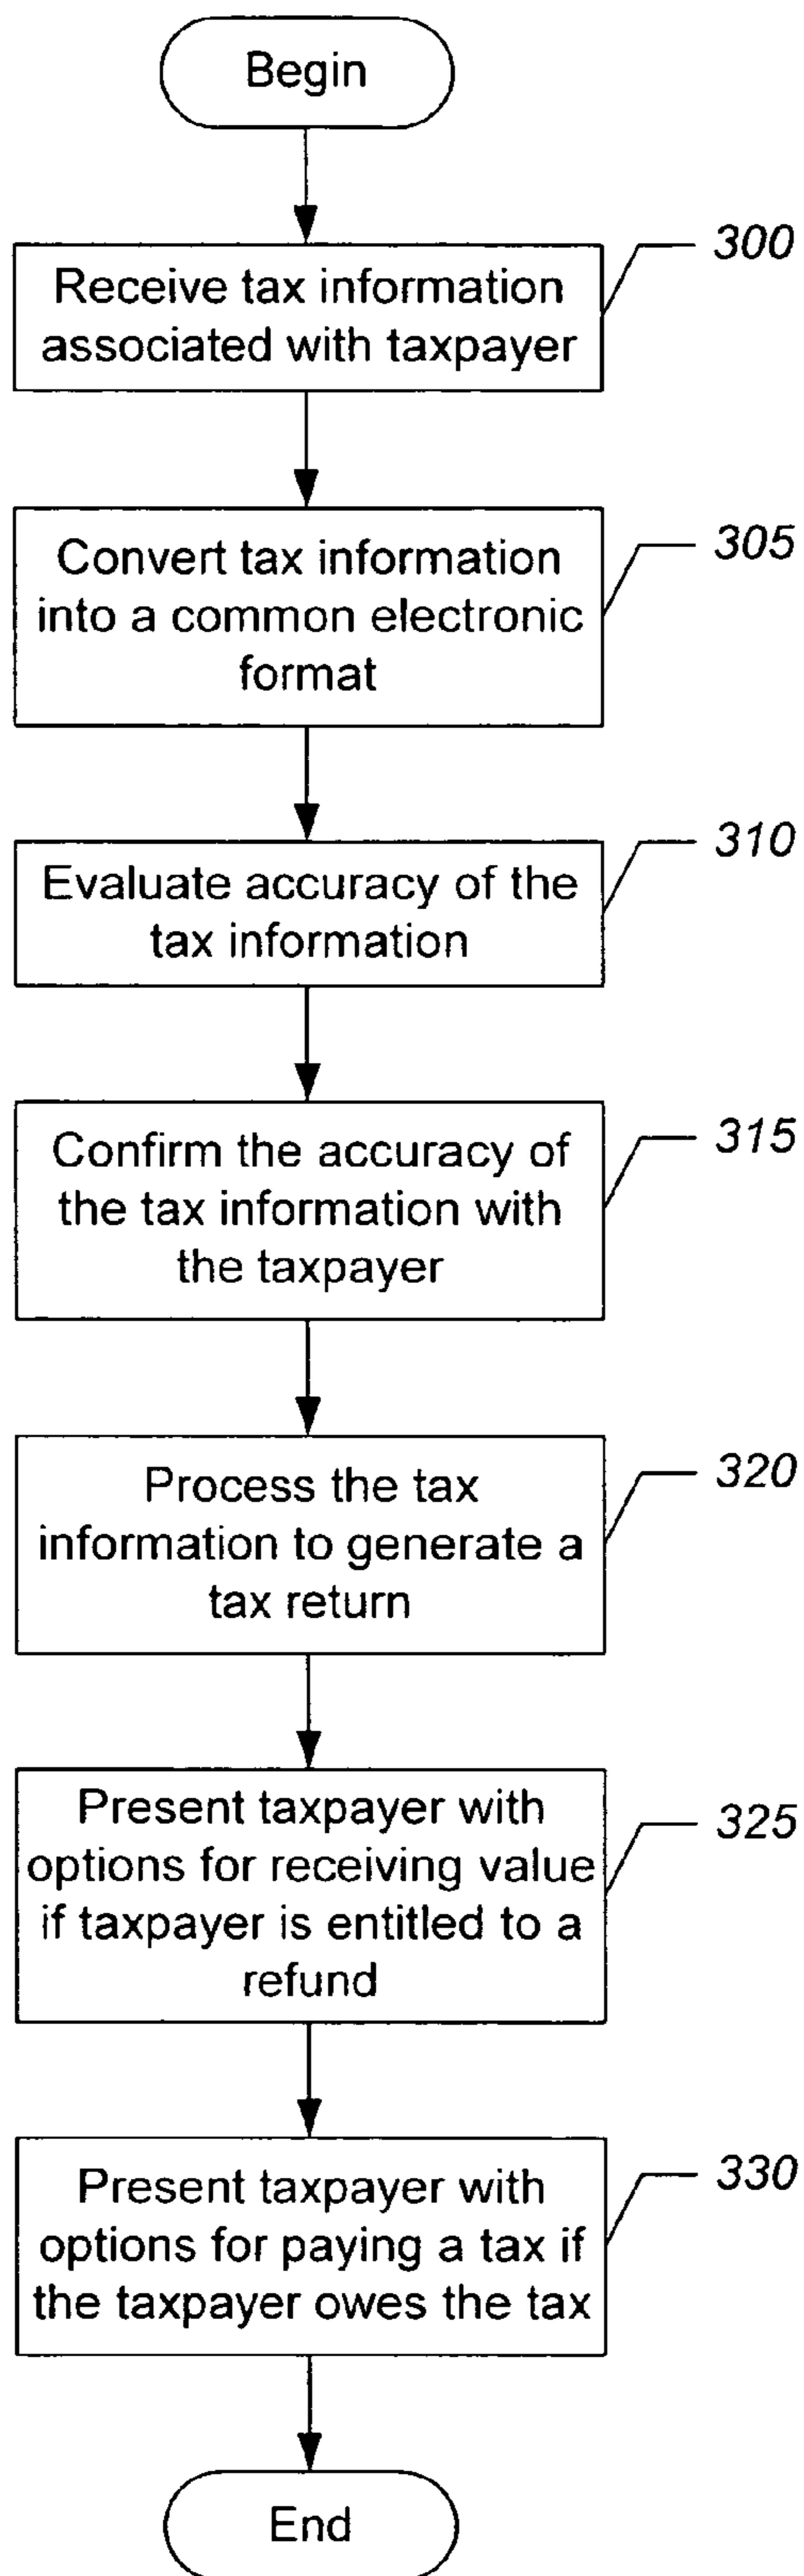 Begin
300
Receive tax information
associated with taxpayer
305
Convert tax information
into a common electronic
format
310
Evaluate accuracy of the
tax information
315
Confirm the accuracy of
the tax information with
the taxpayer
320
Process the tax
information to generate a
tax return
325
Present taxpayer with
options for receiving value
if taxpayer is entitled to a
refund
330
Present taxpayer with
options for paying a tax if
the taxpayer owes the tax
End